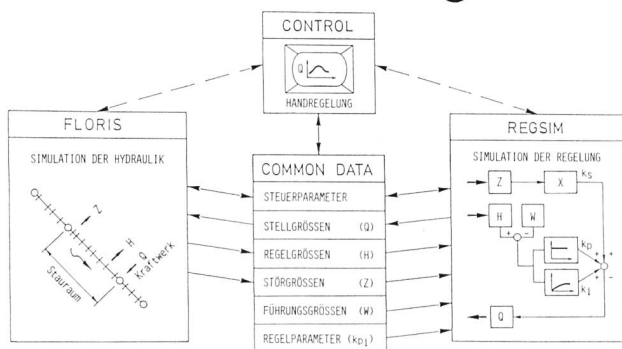 CONTROL
Q
HANDREGELUNG
FLORIS
SIMULATION DER HYDRAULIK
Z
H
Q
Kraftwerk
Stauraum
COMMON DATA
STEUERPARAMETER
STELLGRÖSSEN (Q)
REGELGRÖSSEN (H)
STÖRGRÖSSEN (Z)
FÜHRUNGSGRÖSSEN (W)
REGELPARAMETER (kpi)
REGSIM
SIMULATION DER REGELUNG
Z X ks
H W
+ -
kp
+ +
-
ki
Q